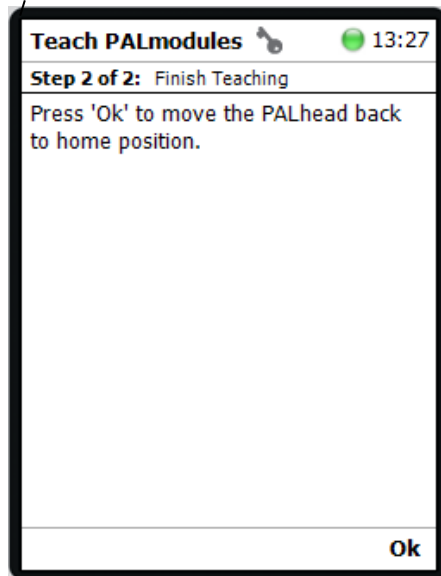 Teach PALmodules 13:27
Step 2 of 2: Finish Teaching
Press 'Ok' to move the PALhead back
to home position.
Ok